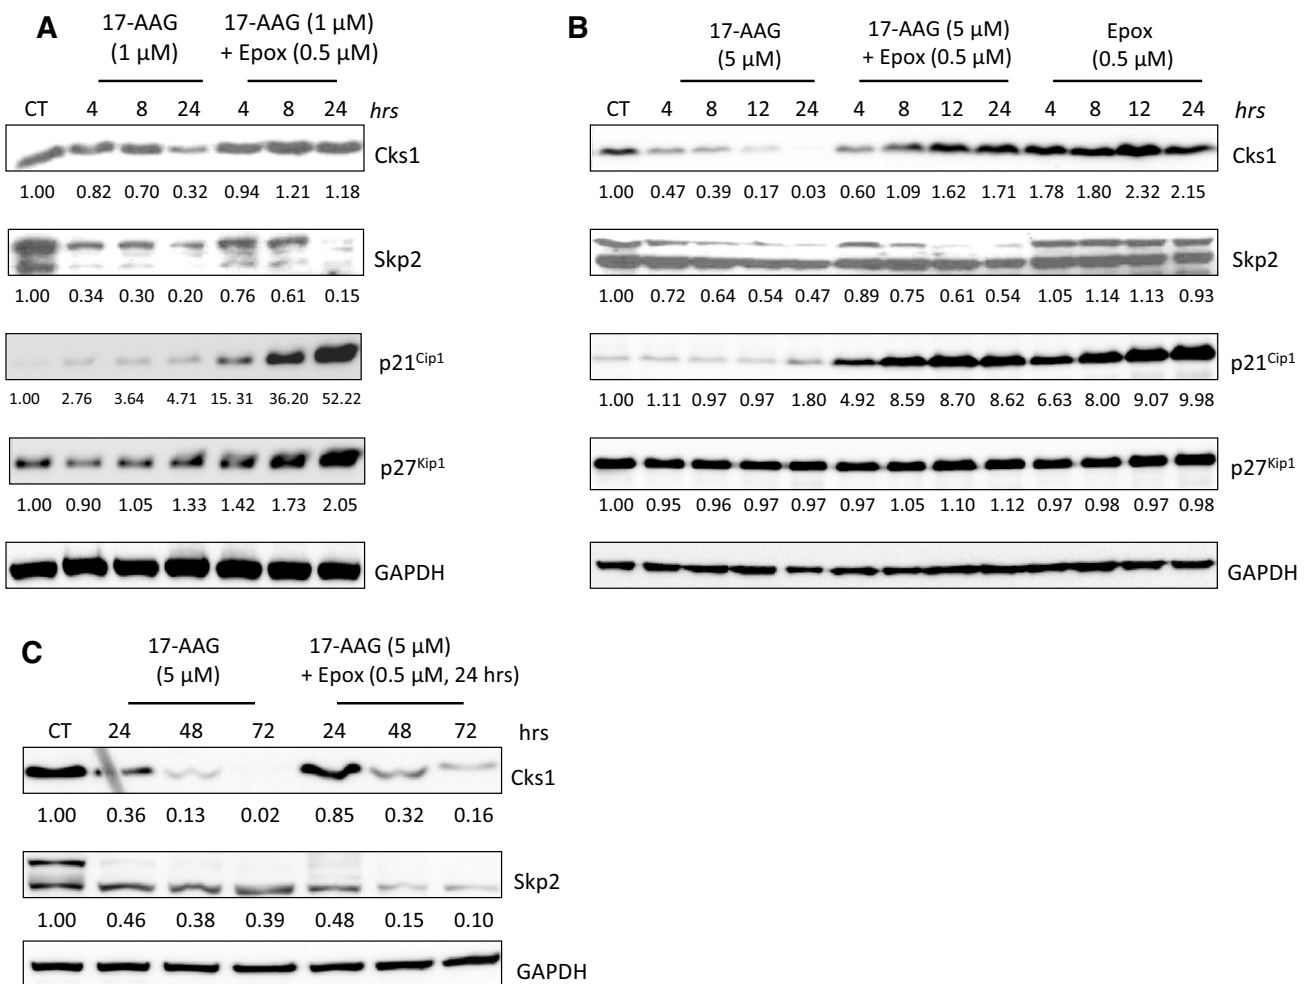 A
17-AAG
(1 μM)
17-AAG (1 μM)
+ Epox (0.5 μM)
CT 4 8 24 4 8 24 hrs
Cks1
1.00 0.82 0.70 0.32 0.94 1.21 1.18
Skp2
1.00 0.34 0.30 0.20 0.76 0.61 0.15
p21Cip1
1.00 2.76 3.64 4.71 15. 31 36.20 52.22
p27Kip1
1.00 0.90 1.05 1.33 1.42 1.73 2.05
GAPDH
B
17-AAG
(5 μM)
17-AAG (5 μM)
+ Epox (0.5 μM)
Epox
(0.5 μM)
CT 4 8 12 24 4 8 12 24 4 8 12 24 hrs
Cks1
1.00 0.47 0.39 0.17 0.03 0.60 1.09 1.62 1.71 1.78 1.80 2.32 2.15
Skp2
1.00 0.72 0.64 0.54 0.47 0.89 0.75 0.61 0.54 1.05 1.14 1.13 0.93
p21Cip1
1.00 1.11 0.97 0.97 1.80 4.92 8.59 8.70 8.62 6.63 8.00 9.07 9.98
p27Kip1
1.00 0.95 0.96 0.97 0.97 0.97 1.05 1.10 1.12 0.97 0.98 0.97 0.98
GAPDH
C
17-AAG
(5 μM)
17-AAG (5 μM)
+ Epox (0.5 μM, 24 hrs)
CT 24 48 72 24 48 72 hrs
Cks1
1.00 0.36 0.13 0.02 0.85 0.32 0.16
Skp2
1.00 0.46 0.38 0.39 0.48 0.15 0.10
GAPDH